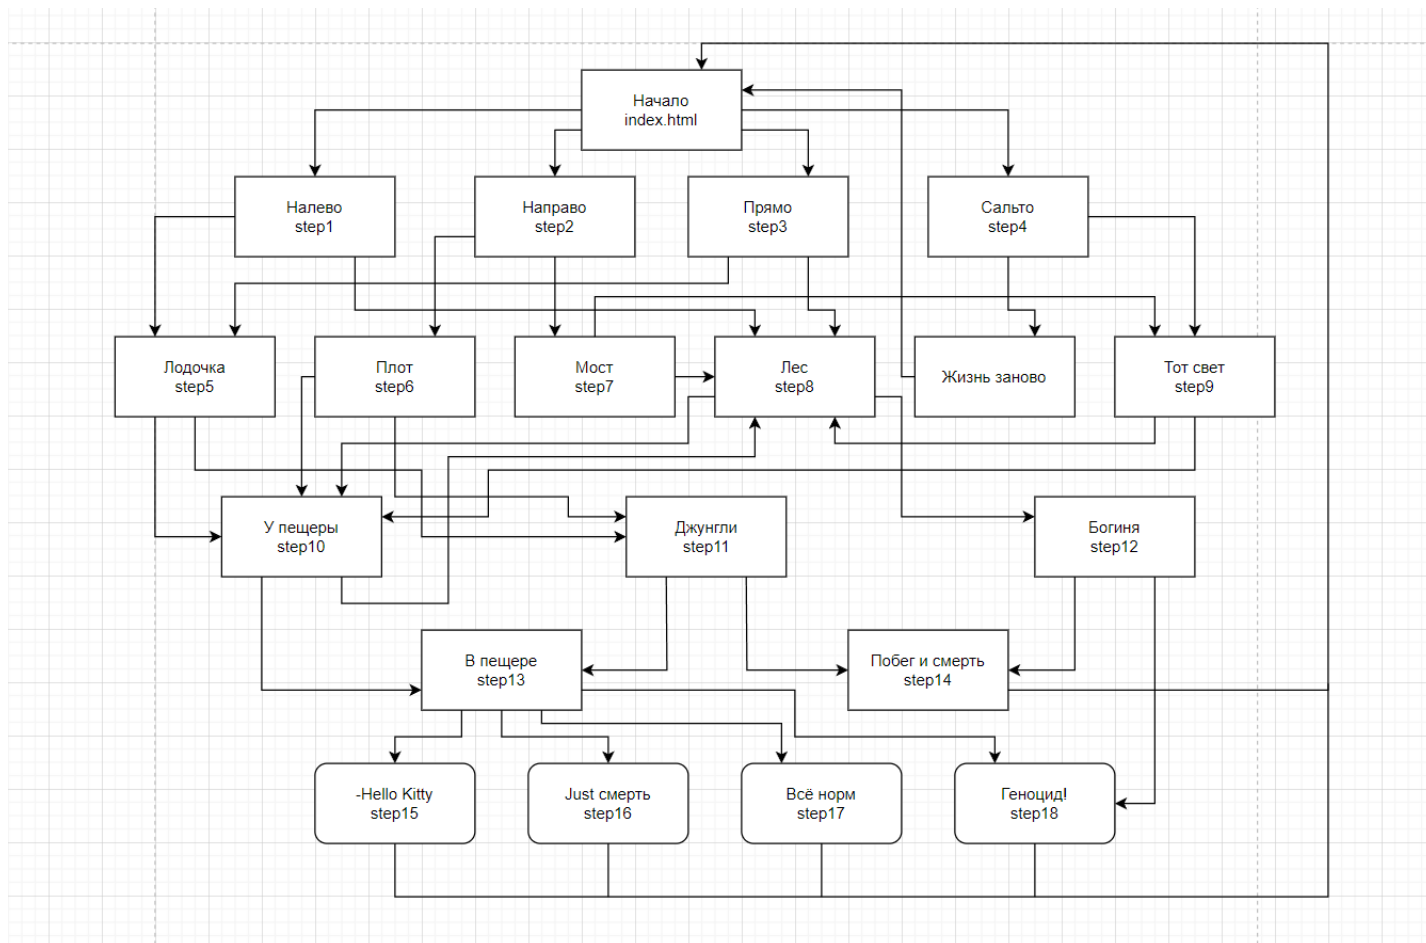 Начало
index.html
Налево
step1
Направо
step2
Прямо
step3
Сальто
step4
Лодочка
step5
Плот
step6
Мост
step7
Лес
step8
Жизнь заново
Тот свет
step9
У пещеры
step10
Джунгли
step11
Богиня
step12
В пещере
step13
Побег и смерть
step14
-Hello Kitty
step15
Just смерть
step16
Всё норм
step17
Геноцид!
step18